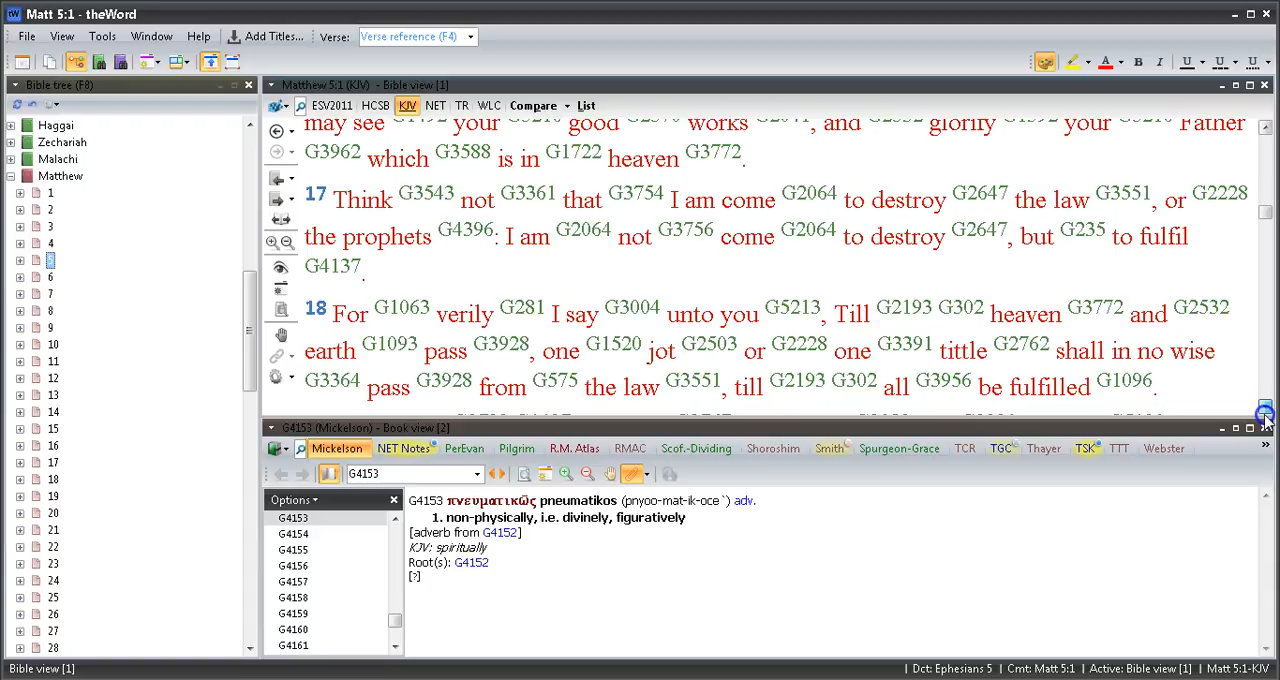 Matt 5:1 - theWord
File View Tools Window Help Add Titles... Verse: Verse reference (F4)
B I U U U
Bible tree (F8)
Haggai
Zechariah
Malachi
Matthew
1
2
3
4
5
6
7
8
9
10
11
12
13
14
15
16
17
18
19
20
21
22
23
24
25
26
27
28
Matthew 5:1 (KJV) - Bible view [1]
ESV2011 HCSB KJV NET TR WLC Compare List
may see G1492 your G5216 good G2570 works G2041, and G2532 glorify G1392 your G5216 Father
G3962 which G3588 is in G1722 heaven G3772.
17 Think G3543 not G3361 that G3754 I am come G2064 to destroy G2647 the law G3551, or G2228
the prophets G4396: I am G2064 not G3756 come G2064 to destroy G2647, but G235 to fulfil
G4137.
18 For G1063 verily G281 I say G3004 unto you G5213, Till G2193 G302 heaven G3772 and G2532
earth G1093 pass G3928, one G1520 jot G2503 or G2228 one G3391 tittle G2762 shall in no wise
G3364 pass G3928 from G575 the law G3551, till G2193 G302 all G3956 be fulfilled G1096.
G4153 (Mickelson) - Book view [2]
Mickelson NET Notes PerEvan Pilgrim R.M. Atlas RMAC Scof.-Dividing Shoroshim Smith Spurgeon-Grace TCR TGC Thayer TSK TTT Webster
G4153
Options
G4153
G4154
G4155
G4156
G4157
G4158
G4159
G4160
G4161
G4153 πνευματικῶς pneumatikos (pnyoo-mat-ik-oce`) adv.
1. non-physically, i.e. divinely, figuratively
[adverb from G4152]
KJV: spiritually
Root(s): G4152
[?]
Bible view [1]
Dct: Ephesians 5 | Cmt: Matt 5:1 | Active: Bible view [1] | Matt 5:1-KJV